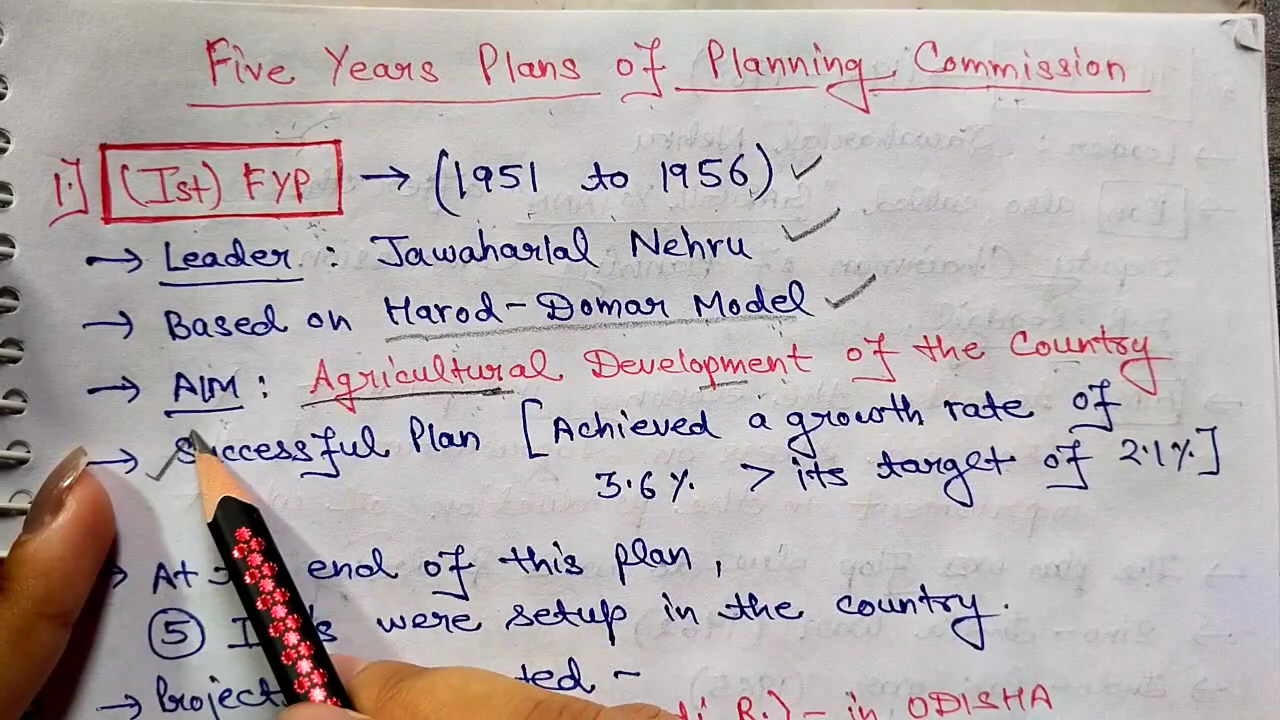 Five Years Plans of Planning Commission
1.] (Ist) FYP → (1951 to 1956) ✓
→ Leader : Jawaharlal Nehru ✓
→ Based on Harod-Domar Model ✓
→ AIM : Agricultural Development of the Country
→ Successful Plan [Achieved a growth rate of
3.6%. > its target of 2.1%]
→ At end of this plan,
⑤ were setup in the country.
→ Project
- in ODISHA